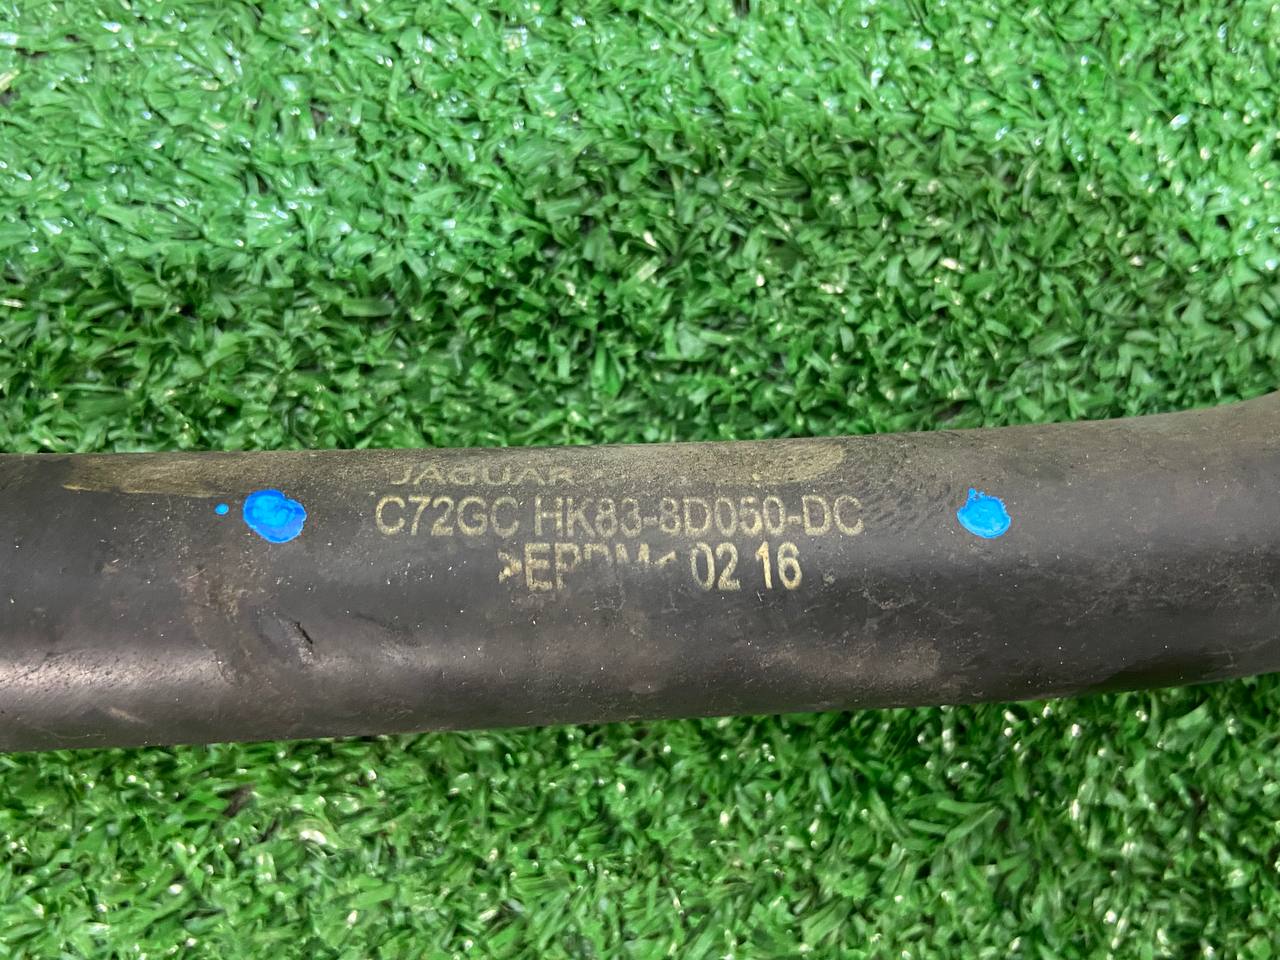 JAGUAR
C72GC HK83-8D050-DC
>EPDM< 02 16